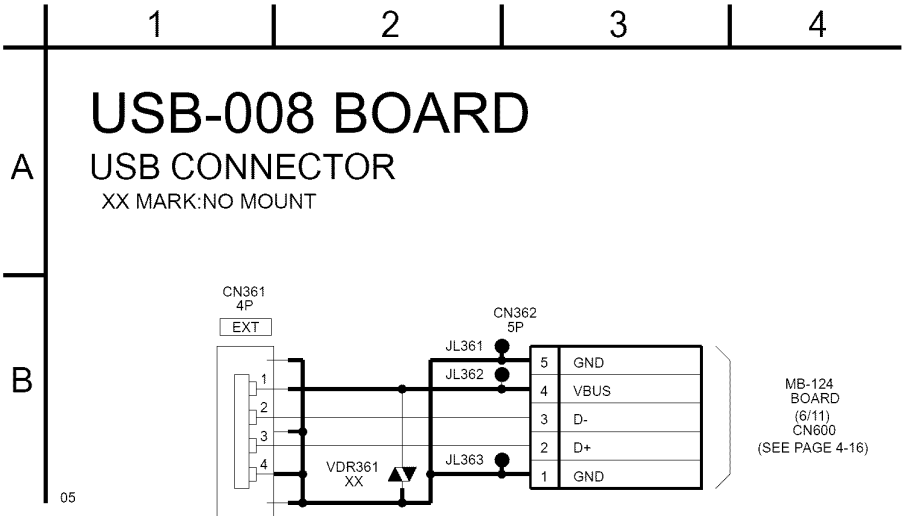 1 2 3 4
A
USB-008 BOARD
USB CONNECTOR
XX MARK:NO MOUNT
B
CN361
4P
EXT
1
2
3
4
VDR361
XX
CN362
5P
JL361
JL362
JL363
5 GND
4 VBUS
3 D-
2 D+
1 GND
MB-124
BOARD
(6/11)
CN600
(SEE PAGE 4-16)
05